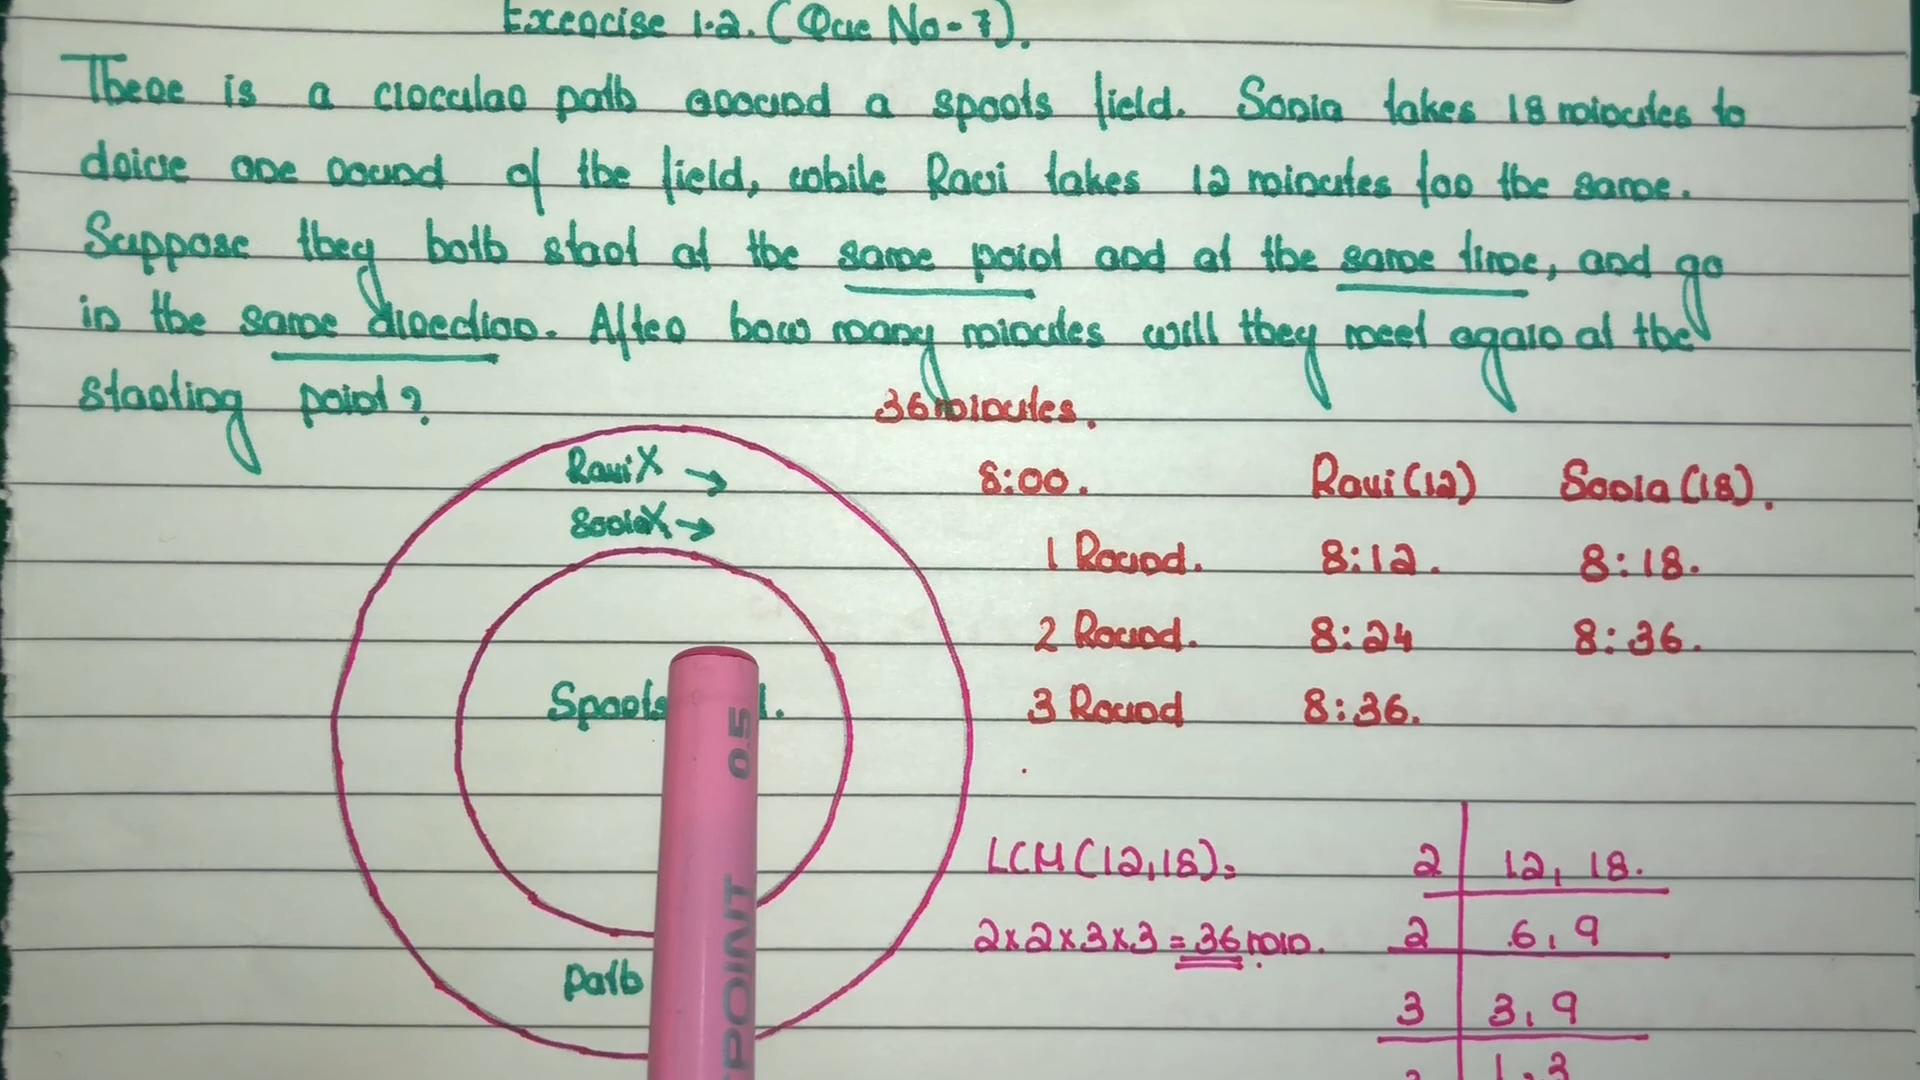 Exercise 1.2. (Que No-7).
There is a circular path around a sports field. Sonia takes 18 minutes to
drive one round of the field, while Ravi takes 12 minutes for the same.
Suppose they both start at the same point and at the same time, and go
in the same direction. After how many minutes will they meet again at the
starting point?
36 minutes.
Ravi X →
Sonia X →
Sports
path
8:00. Ravi (12) Sonia (18).
1 Round. 8:12. 8:18.
2 Round. 8:24 8:36.
3 Round 8:36.
LCM (12,18)=
2x2x3x3 = 36 min.
2 | 12, 18.
2 | 6, 9
3 | 3, 9
1, 3
0.5
POINT